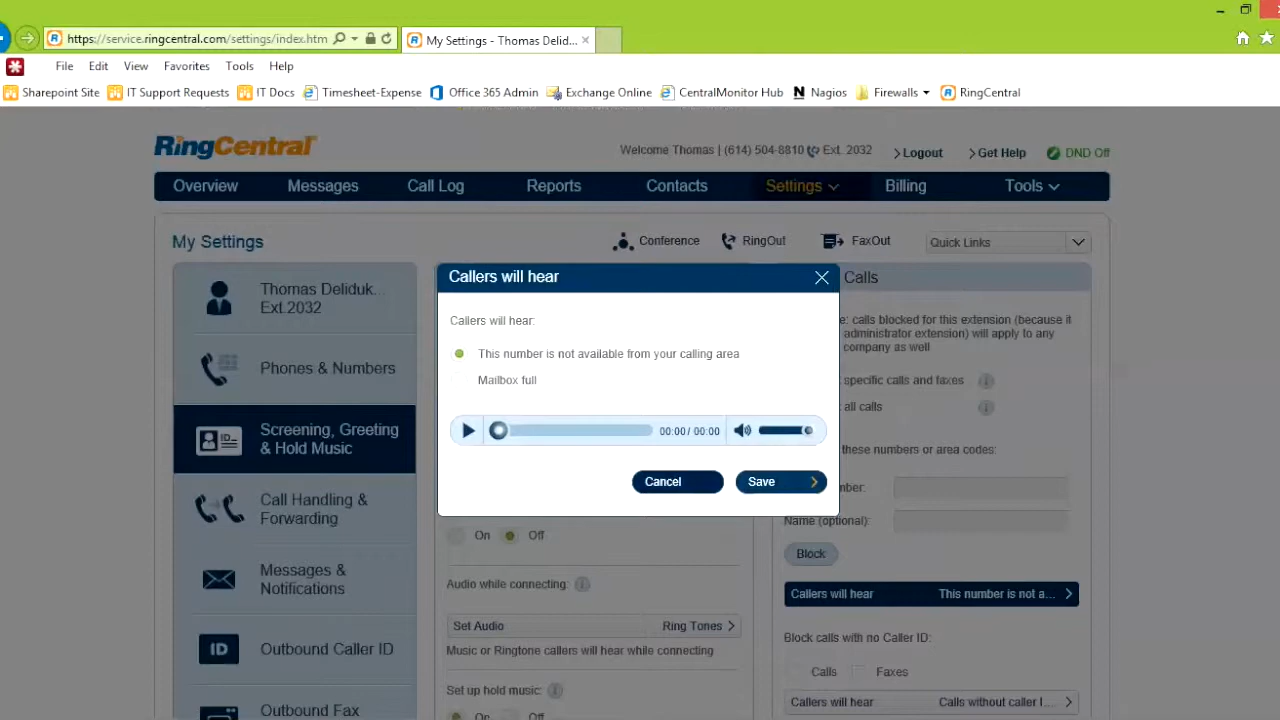 https://service.ringcentral.com/settings/index.htm
My Settings - Thomas Delid...
File Edit View Favorites Tools Help
Sharepoint Site IT Support Requests IT Docs Timesheet-Expense Office 365 Admin Exchange Online CentralMonitor Hub Nagios Firewalls RingCentral
RingCentral
Welcome Thomas | (614) 504-8810 Ext. 2032 Logout Get Help DND Off
Overview Messages Call Log Reports Contacts Settings Billing Tools
My Settings
Conference RingOut FaxOut Quick Links
Thomas Deliduk...
Ext.2032
Phones & Numbers
Screening, Greeting
& Hold Music
Call Handling &
Forwarding
Messages &
Notifications
ID Outbound Caller ID
Outbound Fax
Callers will hear
Callers will hear:
This number is not available from your calling area
Mailbox full
00:00 / 00:00
Cancel Save
On Off
Audio while connecting:
Set Audio Ring Tones
Music or Ringtone callers will hear while connecting
Set up hold music:
On Off
Calls
e: calls blocked for this extension (because it
administrator extension) will apply to any
company as well
specific calls and faxes
all calls
these numbers or area codes:
mber:
Name (optional):
Block
Callers will hear This number is not a...
Block calls with no Caller ID:
Calls Faxes
Callers will hear Calls without caller I...